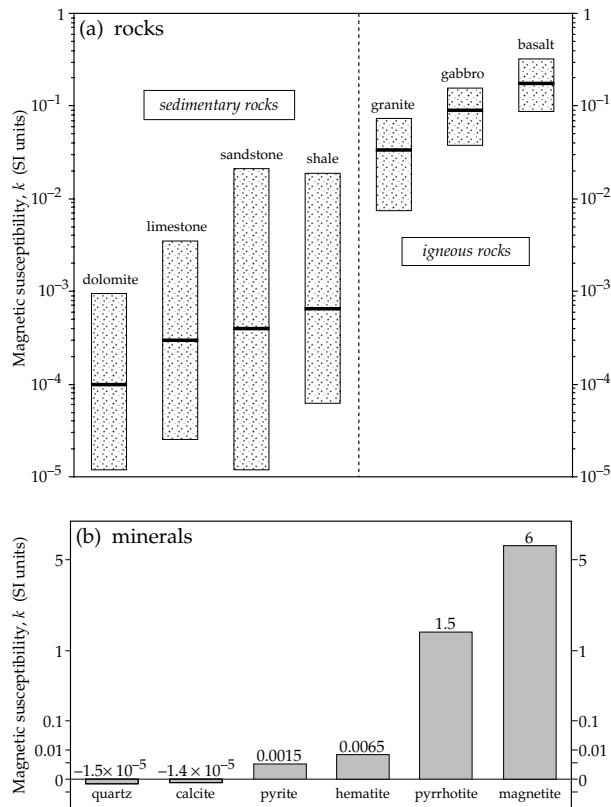 (a) rocks
Magnetic susceptibility, k (SI units)
1
10⁻¹
10⁻²
10⁻³
10⁻⁴
10⁻⁵
sedimentary rocks
dolomite
limestone
sandstone
shale
granite
gabbro
basalt
igneous rocks
1
10⁻¹
10⁻²
10⁻³
10⁻⁴
10⁻⁵
(b) minerals
Magnetic susceptibility, k (SI units)
5
1
0.1
0.01
0
−1.5× 10⁻⁵
−1.4 × 10⁻⁵
0.0015
0.0065
1.5
6
quartz
calcite
pyrite
hematite
pyrrhotite
magnetite
5
1
0.1
0.01
0